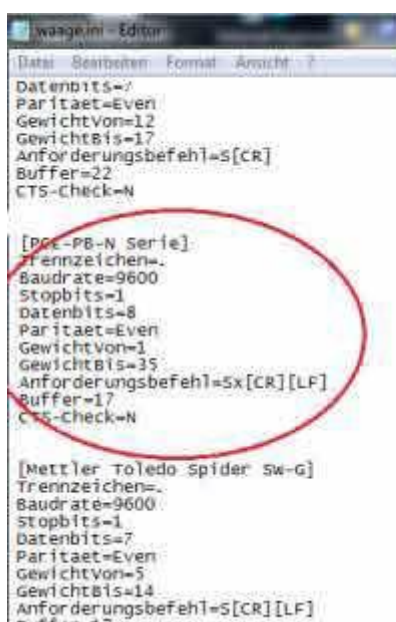 waage.ini - Editor
Datei Bearbeiten Format Ansicht ?
Datenbits=7
Paritaet=Even
GewichtVon=12
GewichtBis=17
Anforderungsbefehl=S[CR]
Buffer=22
CTS-Check=N
[PCE-PB-N Serie]
Trennzeichen=.
Baudrate=9600
Stopbits=1
Datenbits=8
Paritaet=Even
GewichtVon=1
GewichtBis=35
Anforderungsbefehl=Sx[CR][LF]
Buffer=17
CTS-Check=N
[Mettler Toledo Spider SW-G]
Trennzeichen=.
Baudrate=9600
Stopbits=1
Datenbits=7
Paritaet=Even
GewichtVon=5
GewichtBis=14
Anforderungsbefehl=S[CR][LF]